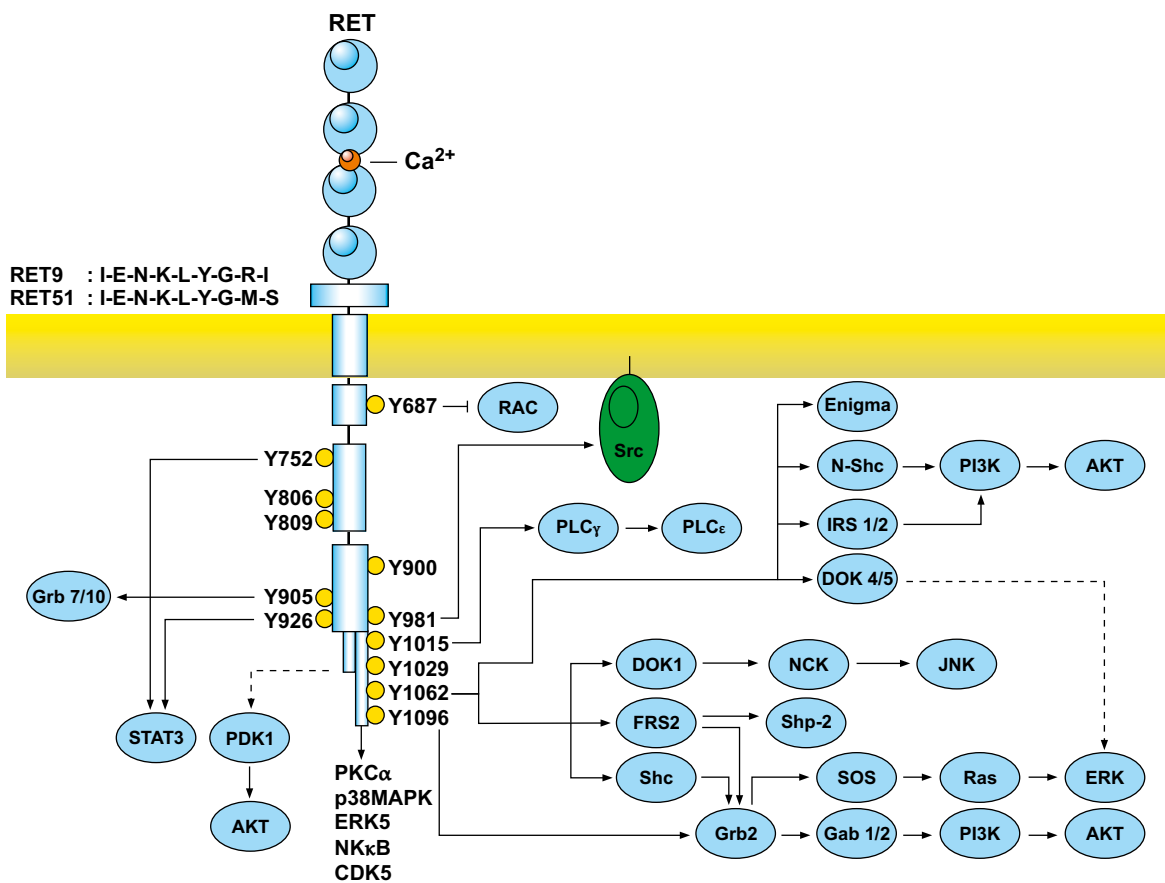 RET
Ca2+
RET9 : I-E-N-K-L-Y-G-R-I
RET51 : I-E-N-K-L-Y-G-M-S
Y687
RAC
Src
Enigma
Y752
N-Shc
PI3K
AKT
Y806
Y809
PLCγ
PLCε
IRS 1/2
Y900
DOK 4/5
Grb 7/10
Y905
Y926
Y981
Y1015
Y1029
Y1062
Y1096
DOK1
NCK
JNK
STAT3
PDK1
FRS2
Shp-2
PKCα
p38MAPK
ERK5
NKκB
CDK5
Shc
SOS
Ras
ERK
AKT
Grb2
Gab 1/2
PI3K
AKT